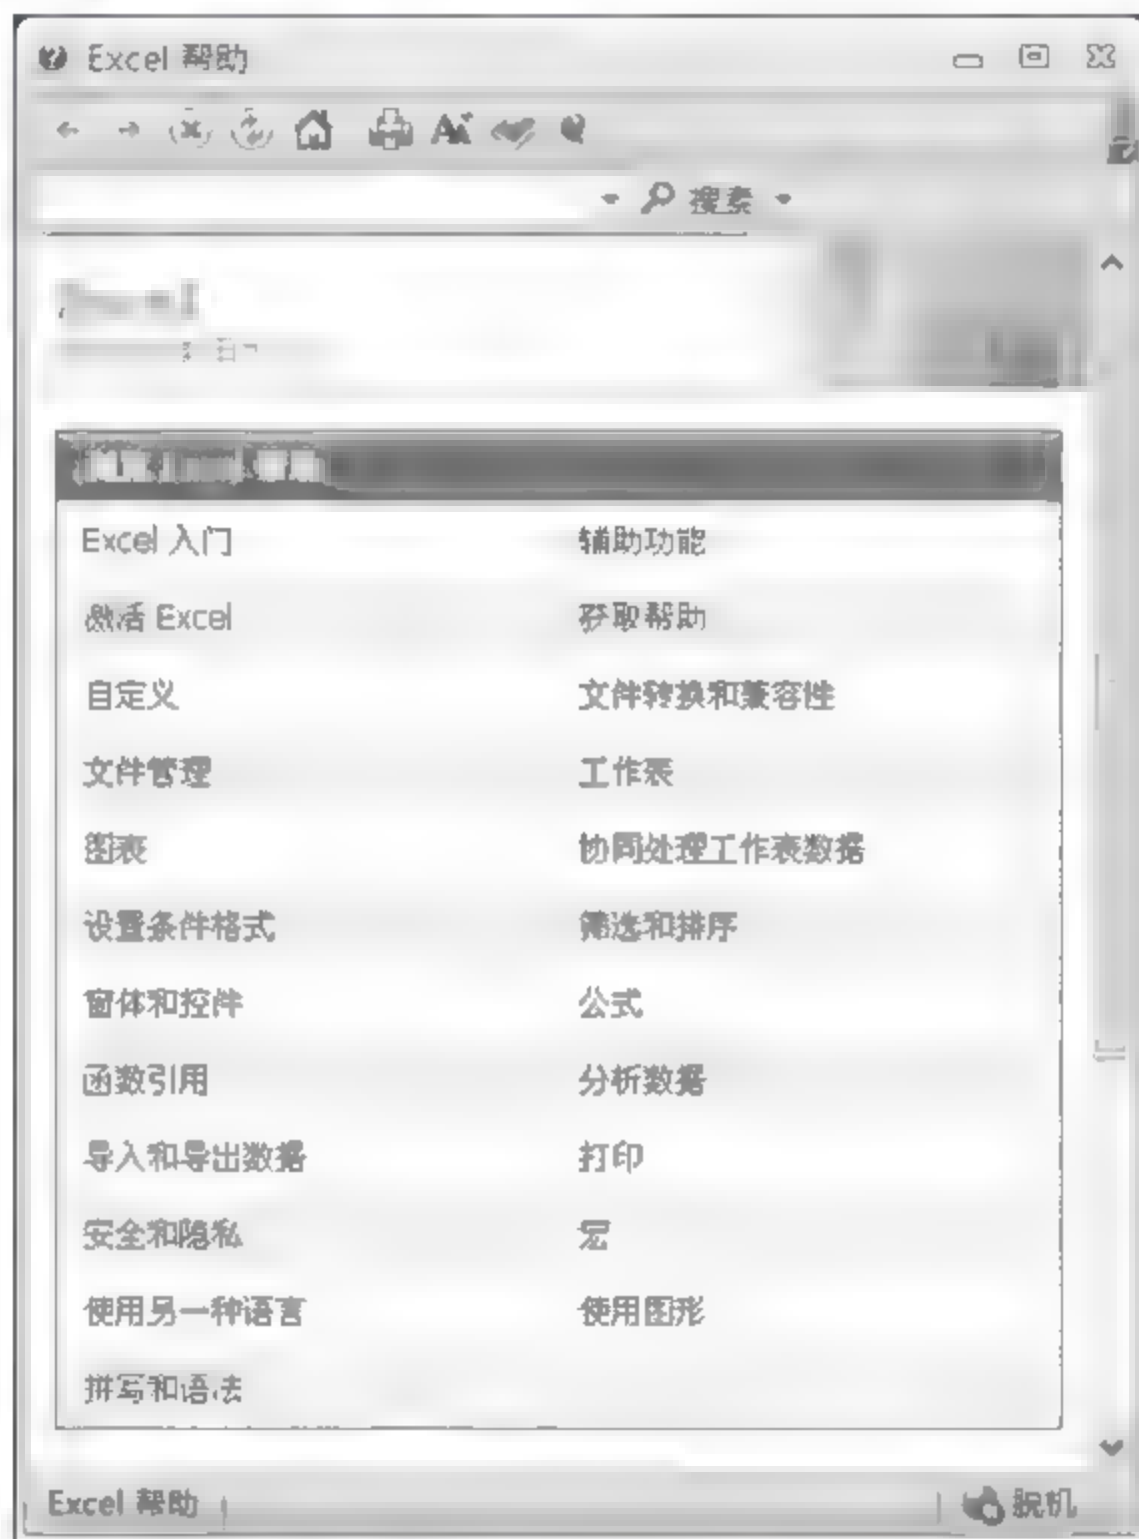 Excel 帮助
搜索
Excel 入门 辅助功能
激活 Excel 获取帮助
自定义 文件转换和兼容性
文件管理 工作表
图表 协同处理工作表数据
设置条件格式 筛选和排序
窗体和控件 公式
函数引用 分析数据
导入和导出数据 打印
安全和隐私 宏
使用另一种语言 使用图形
拼写和语法
Excel 帮助 脱机